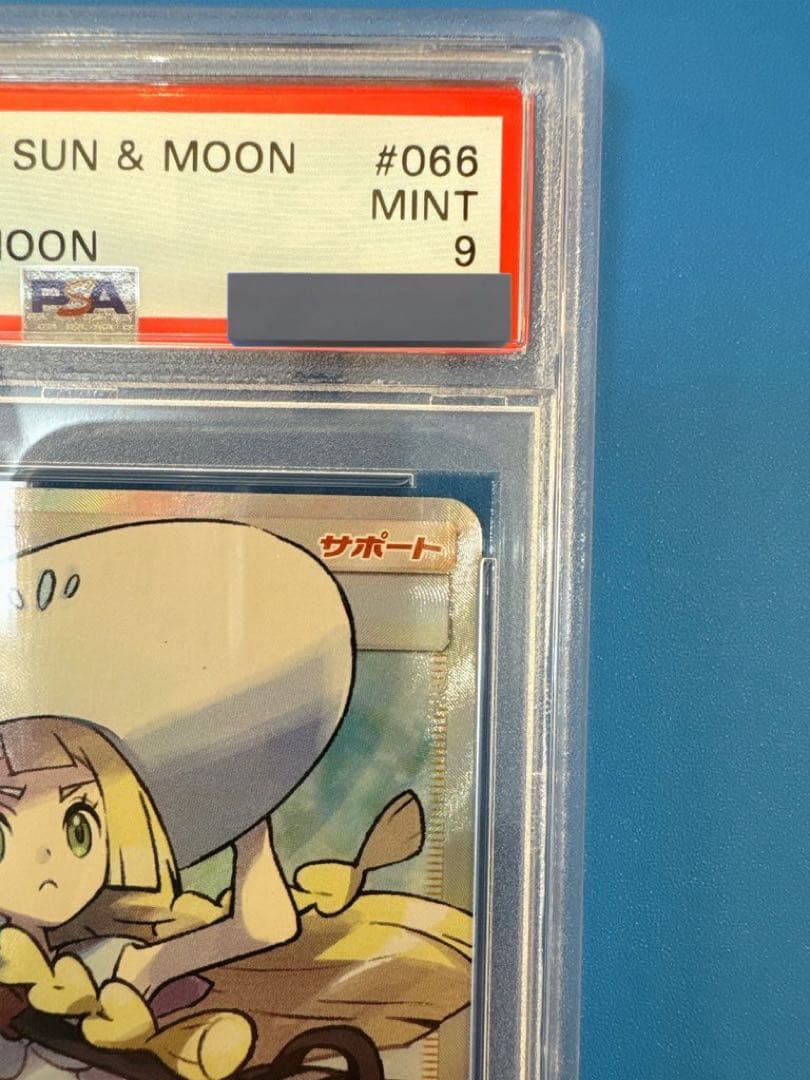 SUN & MOON #066
MINT
OON 9
PSA
サポート